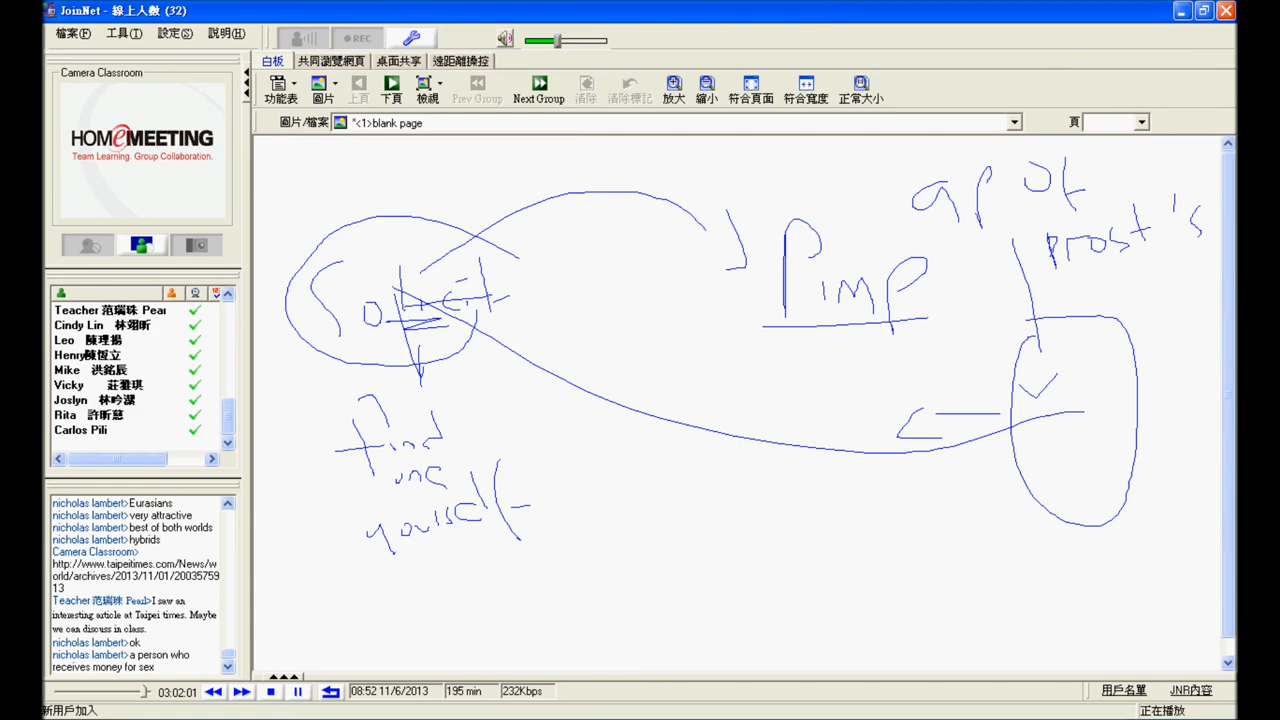 JoinNet - 線上人數 (32)
檔案(F) 工具(T) 設定(S) 說明(H)
REC
Camera Classroom
HOMEMEETING
Team Learning. Group Collaboration.
Teacher 范瑞珠 Pear
Cindy Lin 林翊昕
Leo 陳理揚
Henry陳恆立
Mike 洪銘辰
Vicky 莊雅琪
Joslyn 林吟潔
Rita 許昕慈
Carlos Pili
nicholas lambert> Eurasians
nicholas lambert> very attractive
nicholas lambert> best of both worlds
nicholas lambert> hybrids
Camera Classroom>
http://www.taipeitimes.com/News/w
orld/archives/2013/11/01/20035759
13
Teacher 范瑞珠 Pearl> I saw an
interesting article at Taipei times. Maybe
we can discuss in class.
nicholas lambert> ok
nicholas lambert> a person who
receives money for sex
03:02:01
白板 共同瀏覽網頁 桌面共享 遠距離操控
功能表 圖片 上頁 下頁 檢視 Prev Group Next Group 清除 清除標記 放大 縮小 符合頁面 符合寬度 正常大小
圖片/檔案 "<1>blank page 頁
Pimp
prost's
find
yourself
08:52 11/6/2013 195 min 232Kbps
用戶名單 JNR內容
新用戶加入
正在播放